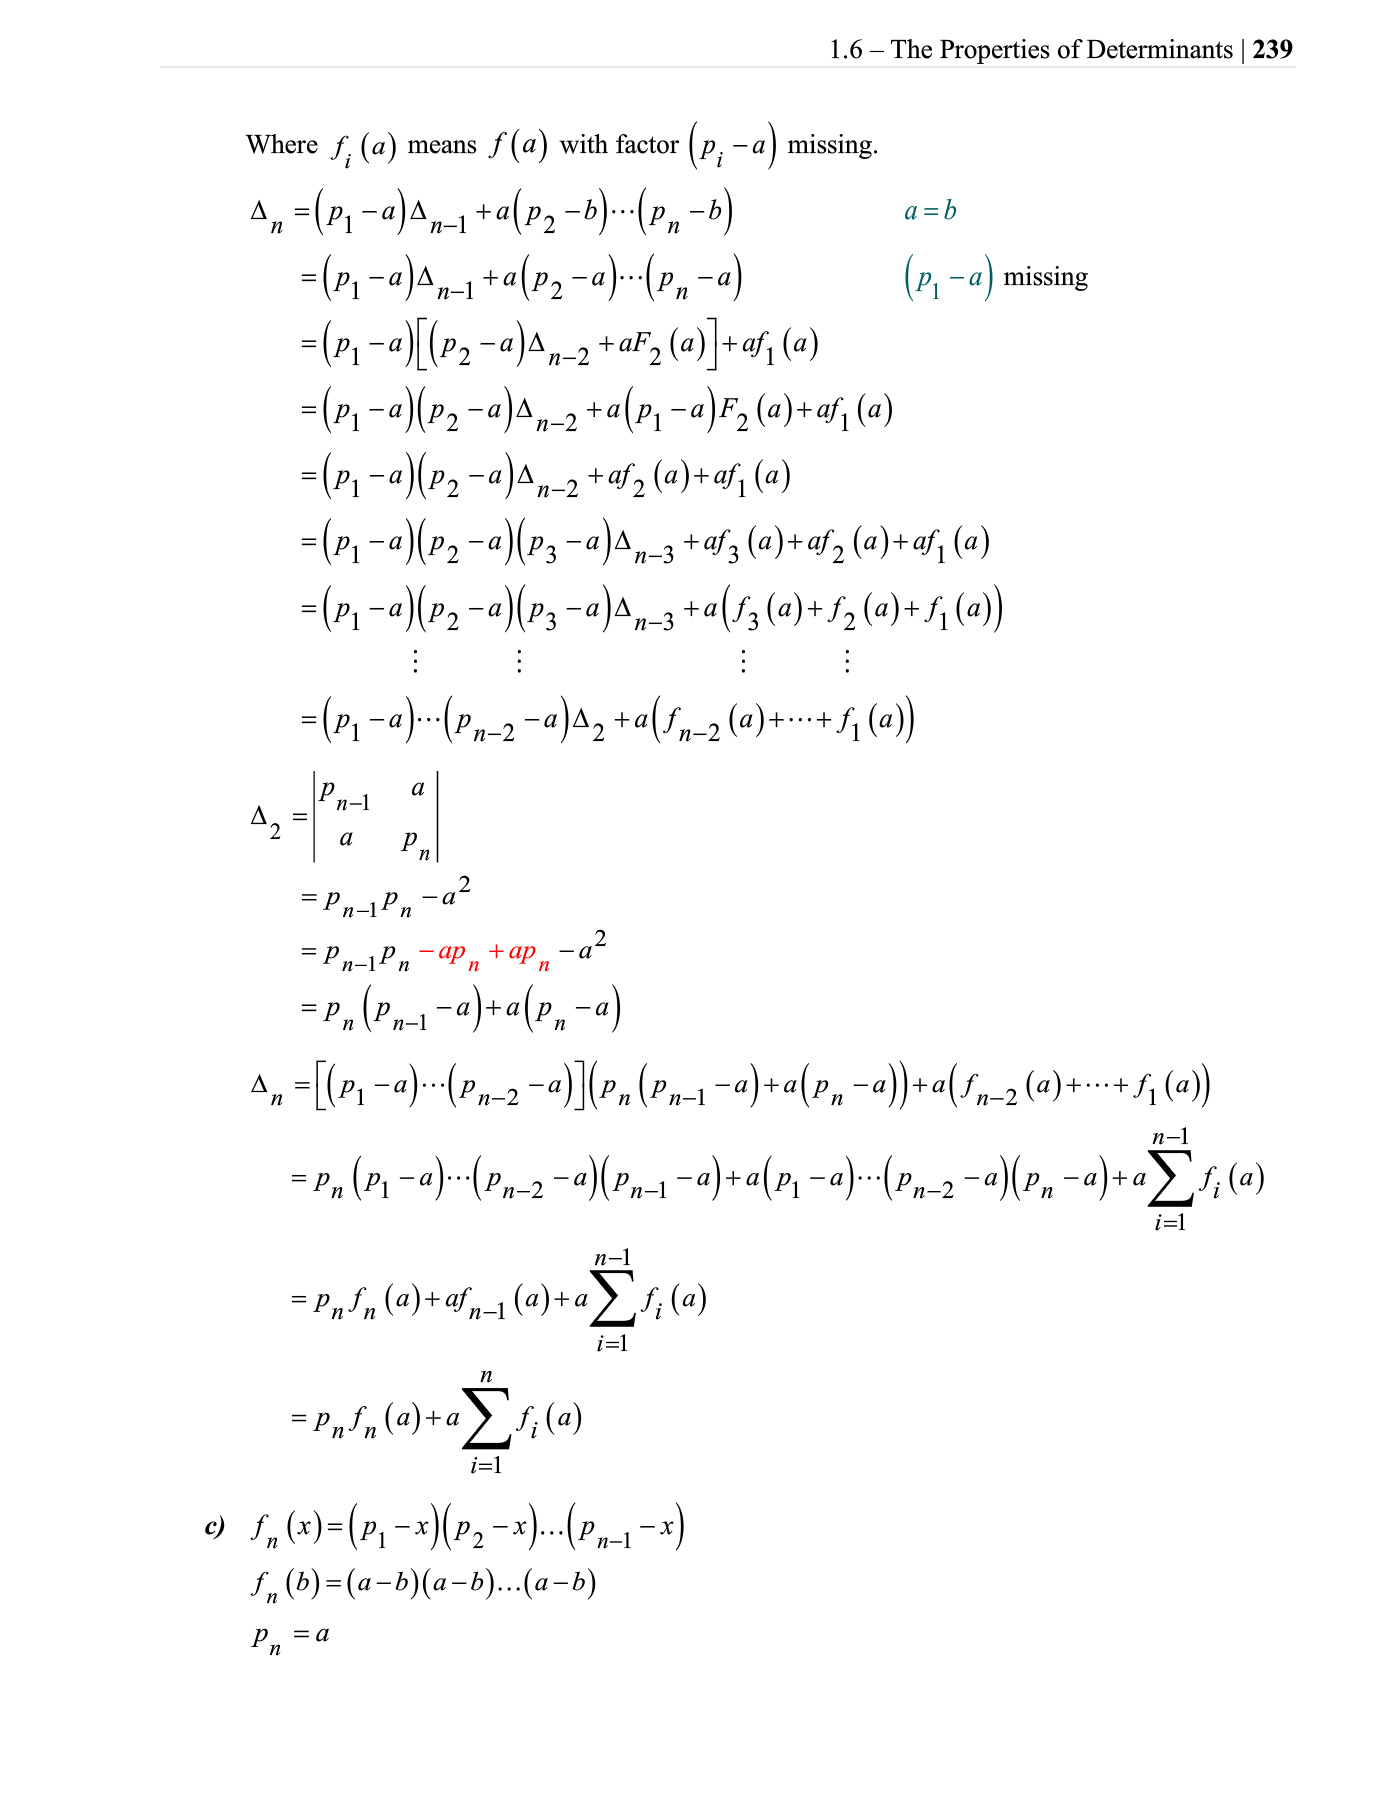 1.6 – The Properties of Determinants | 239
Where f_i (a) means f(a) with factor (p_i − a) missing.
Δ_n = (p_1 − a)Δ_{n−1} + a(p_2 − b)⋯(p_n − b) a = b
= (p_1 − a)Δ_{n−1} + a(p_2 − a)⋯(p_n − a) (p_1 − a) missing
= (p_1 − a)[(p_2 − a)Δ_{n−2} + aF_2 (a)] + af_1 (a)
= (p_1 − a)(p_2 − a)Δ_{n−2} + a(p_1 − a)F_2 (a) + af_1 (a)
= (p_1 − a)(p_2 − a)Δ_{n−2} + af_2 (a) + af_1 (a)
= (p_1 − a)(p_2 − a)(p_3 − a)Δ_{n−3} + af_3 (a) + af_2 (a) + af_1 (a)
= (p_1 − a)(p_2 − a)(p_3 − a)Δ_{n−3} + a(f_3 (a) + f_2 (a) + f_1 (a))
⋮ ⋮ ⋮ ⋮
= (p_1 − a)⋯(p_{n−2} − a)Δ_2 + a(f_{n−2} (a) + ⋯ + f_1 (a))
Δ_2 = | p_{n−1} a |
| a p_n |
= p_{n−1}p_n − a^2
= p_{n−1}p_n − ap_n + ap_n − a^2
= p_n (p_{n−1} − a) + a(p_n − a)
Δ_n = [(p_1 − a)⋯(p_{n−2} − a)](p_n (p_{n−1} − a) + a(p_n − a)) + a(f_{n−2} (a) + ⋯ + f_1 (a))
= p_n (p_1 − a)⋯(p_{n−2} − a)(p_{n−1} − a) + a(p_1 − a)⋯(p_{n−2} − a)(p_n − a) + a∑_{i=1}^{n−1} f_i (a)
= p_n f_n (a) + af_{n−1} (a) + a∑_{i=1}^{n−1} f_i (a)
= p_n f_n (a) + a∑_{i=1}^{n} f_i (a)
c) f_n (x) = (p_1 − x)(p_2 − x)…(p_{n−1} − x)
f_n (b) = (a − b)(a − b)…(a − b)
p_n = a